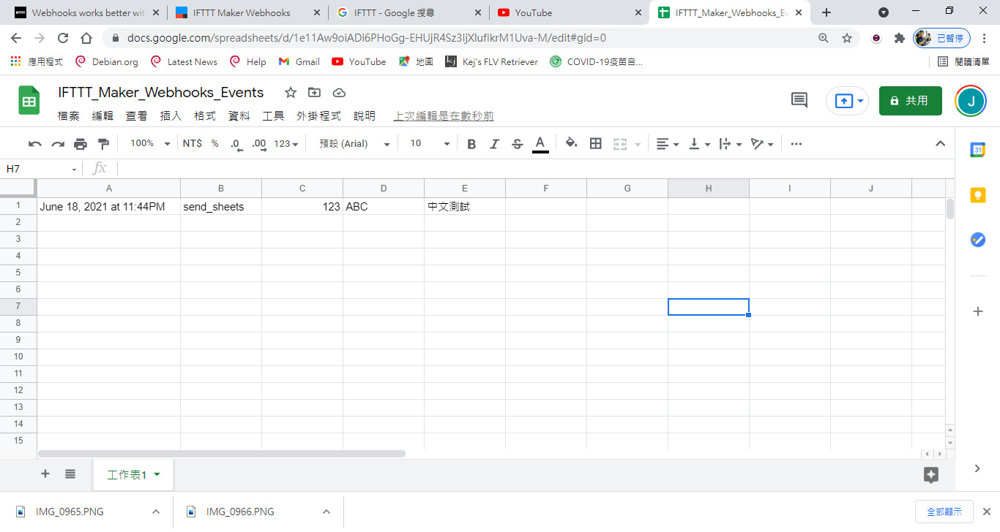 Webhooks works better wit
IFTTT Maker Webhooks
IFTTT - Google 搜尋
YouTube
IFTTT_Maker_Webhooks_Ev
docs.google.com/spreadsheets/d/1e11Aw9oiADi6PHoGg-EHUjR4Sz3IjXlufIkrM1Uva-M/edit#gid=0
已暫停
應用程式
Debian.org
Latest News
Help
Gmail
YouTube
地圖
Kej's FLV Retriever
COVID-19疫苗自...
閱讀清單
IFTTT_Maker_Webhooks_Events
檔案 編輯 查看 插入 格式 資料 工具 外掛程式 說明 上次編輯是在數秒前
共用
J
100% NT$ % .0 .00 123 預設 (Arial) 10 B I S A
31
H7 fx
A B C D E F G H I J
1 June 18, 2021 at 11:44PM send_sheets 123 ABC 中文測試
2
3
4
5
6
7
8
9
10
11
12
13
14
15
工作表1
IMG_0965.PNG
IMG_0966.PNG
全部顯示